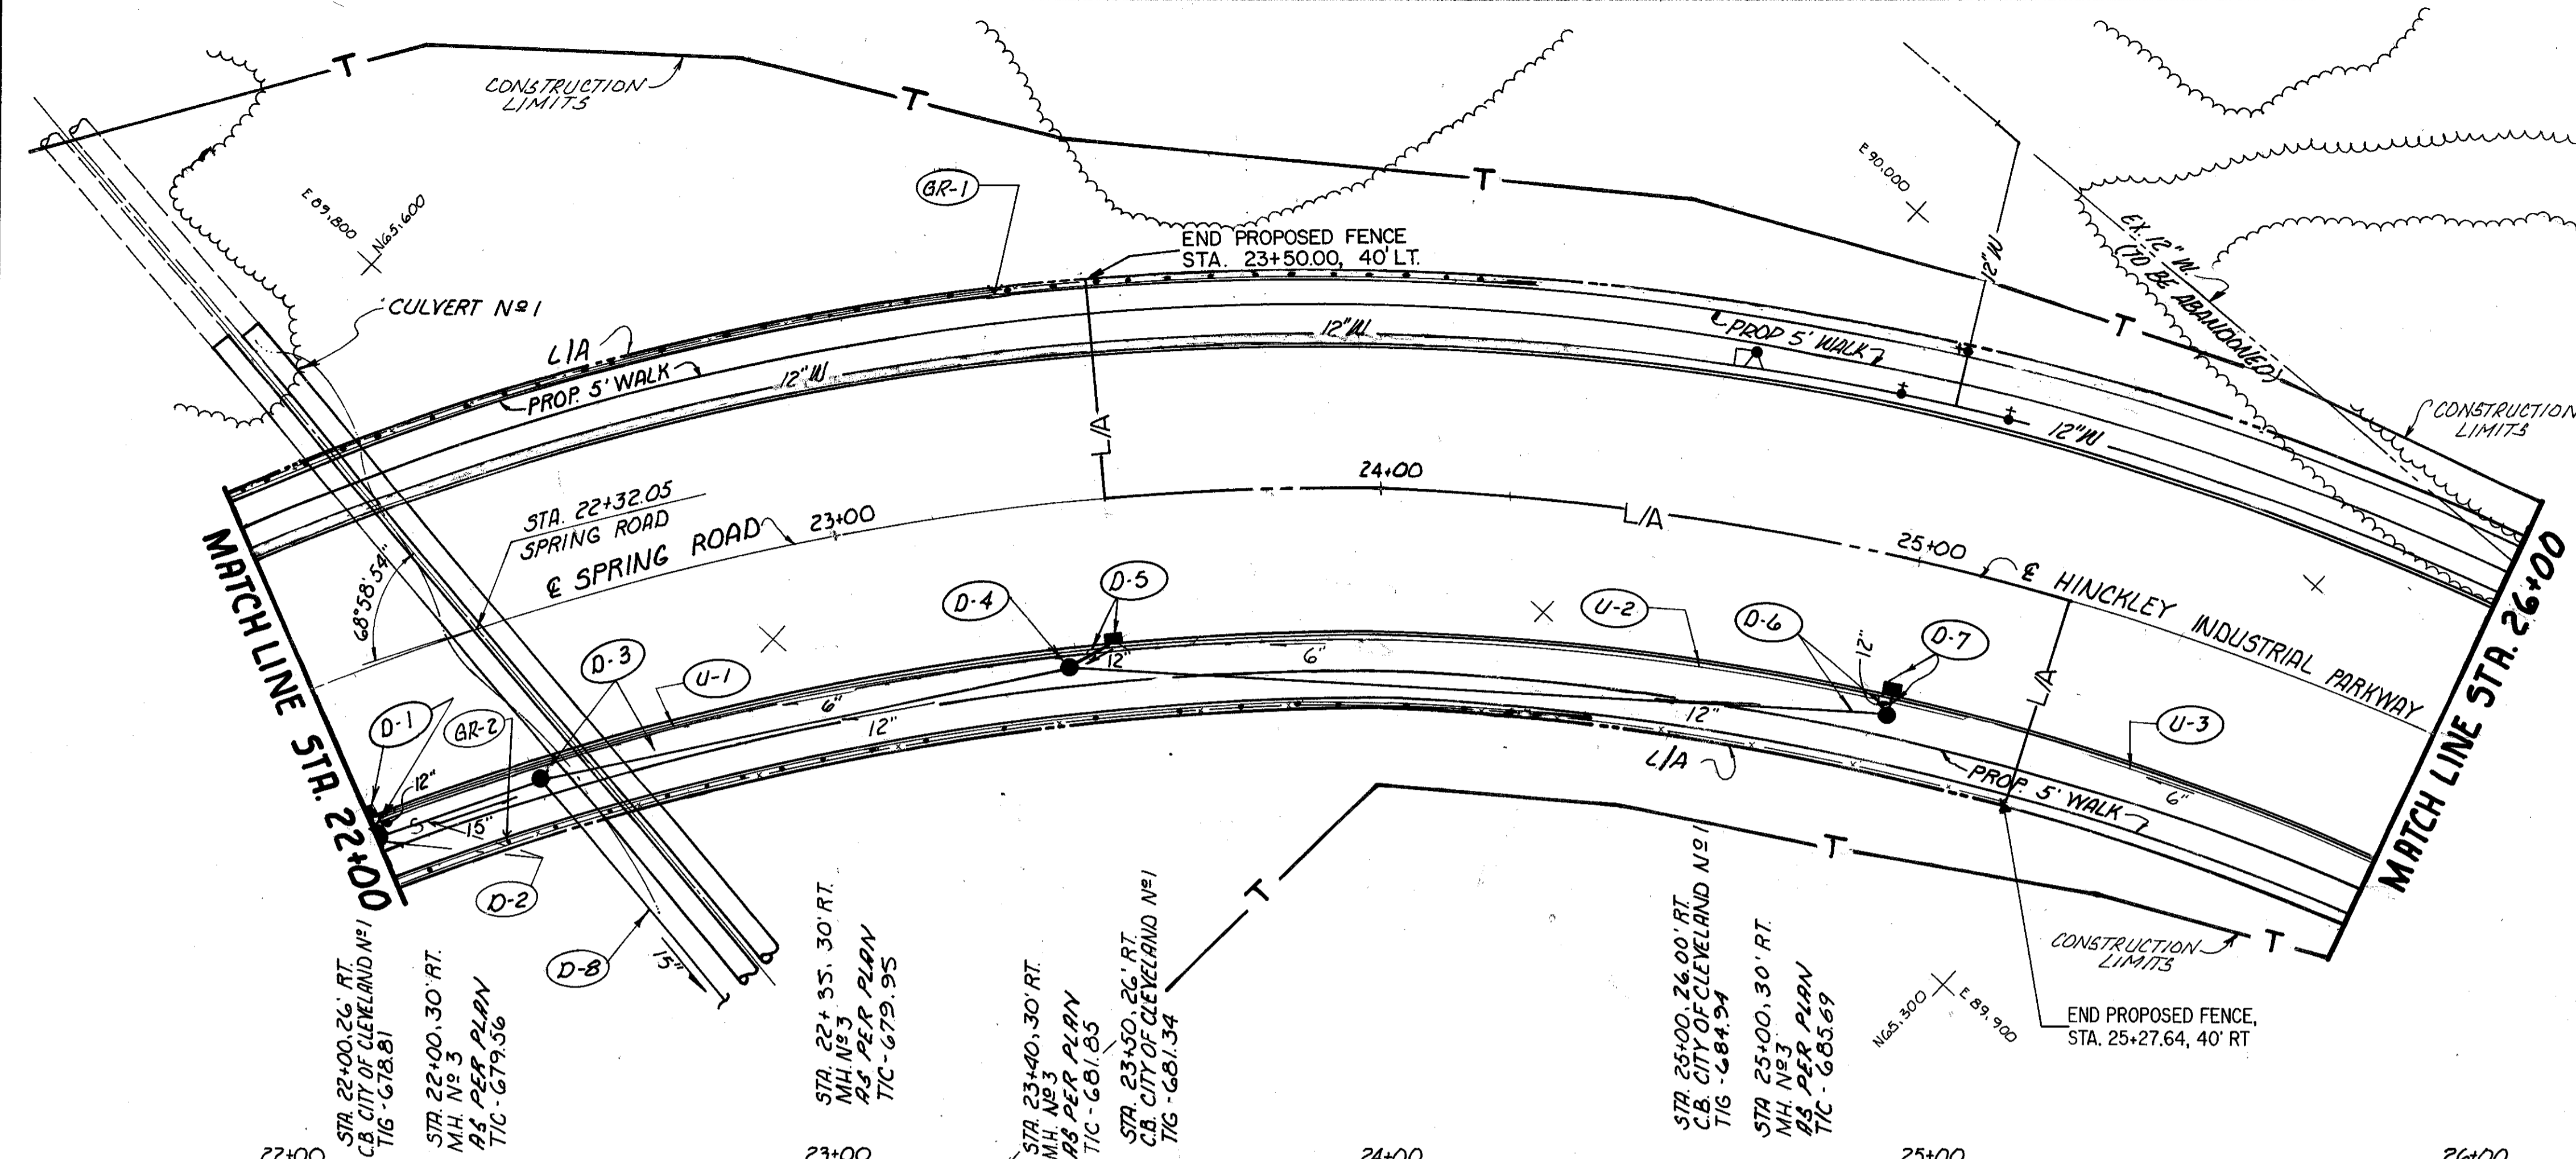 T
CONSTRUCTION
LIMITS
T
T
E 89,800
N65,600
GR-1
END PROPOSED FENCE
STA. 23+50.00, 40' LT.
E 90,000
12"W
EX. 12" W.
(TO BE ABANDONED)
T
CULVERT Nº 1
L/A
PROP. 5' WALK
12"W
12"W
PROP 5' WALK
12"W
CONSTRUCTION
LIMITS
L/A
24+00
L/A
STA. 22+32.05
SPRING ROAD
℄ SPRING ROAD
23+00
25+00
℄ HINCKLEY INDUSTRIAL PARKWAY
MATCH LINE STA. 22+00
68°58'54"
MATCH LINE STA. 26+00
D-4
D-5
U-2
D-6
12"
D-7
D-3
U-1
12"
6"
L/A
D-1
GR-2
6"
12"
12"
U-3
12"
S
15"
L/A
PROP. 5' WALK
6"
D-2
D-8
15"
T
T
T
CONSTRUCTION
LIMITS
STA. 22+00, 26' RT.
C.B. CITY OF CLEVELAND Nº 1
T/G - 678.81
STA. 22+00, 30' RT.
M.H. Nº 3
AS PER PLAN
T/C - 679.56
STA. 22+35, 30' RT.
M.H. Nº 3
AS PER PLAN
T/C - 679.95
STA. 23+40, 30' RT.
M.H. Nº 3
AS PER PLAN
T/C - 681.85
STA. 23+50, 26' RT.
C.B. CITY OF CLEVELAND Nº 1
T/G - 681.34
STA. 25+00, 26.00' RT.
C.B. CITY OF CLEVELAND Nº 1
T/G - 684.94
STA 25+00, 30' RT.
M.H. Nº 3
AS PER PLAN
T/C - 685.69
N65,300
E 89,900
END PROPOSED FENCE,
STA. 25+27.64, 40' RT
22+00
23+00
24+00
25+00
26+00